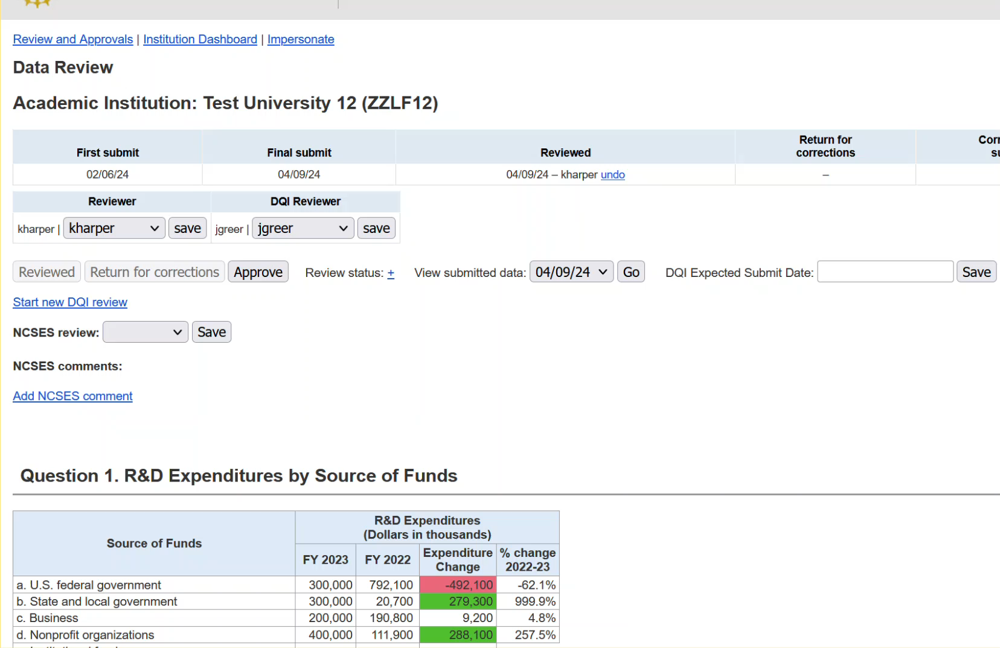 Review and Approvals | Institution Dashboard | Impersonate
Data Review
Academic Institution: Test University 12 (ZZLF12)
First submit Final submit Reviewed Return for corrections
02/06/24 04/09/24 04/09/24 – kharper undo –
Reviewer DQI Reviewer
kharper | kharper save jgreer | jgreer save
Reviewed Return for corrections Approve Review status: + View submitted data: 04/09/24 Go DQI Expected Submit Date: Save
Start new DQI review
NCSES review: Save
NCSES comments:
Add NCSES comment
Question 1. R&D Expenditures by Source of Funds
Source of Funds
R&D Expenditures
(Dollars in thousands)
FY 2023 FY 2022 Expenditure Change % change 2022-23
a. U.S. federal government 300,000 792,100 -492,100 -62.1%
b. State and local government 300,000 20,700 279,300 999.9%
c. Business 200,000 190,800 9,200 4.8%
d. Nonprofit organizations 400,000 111,900 288,100 257.5%